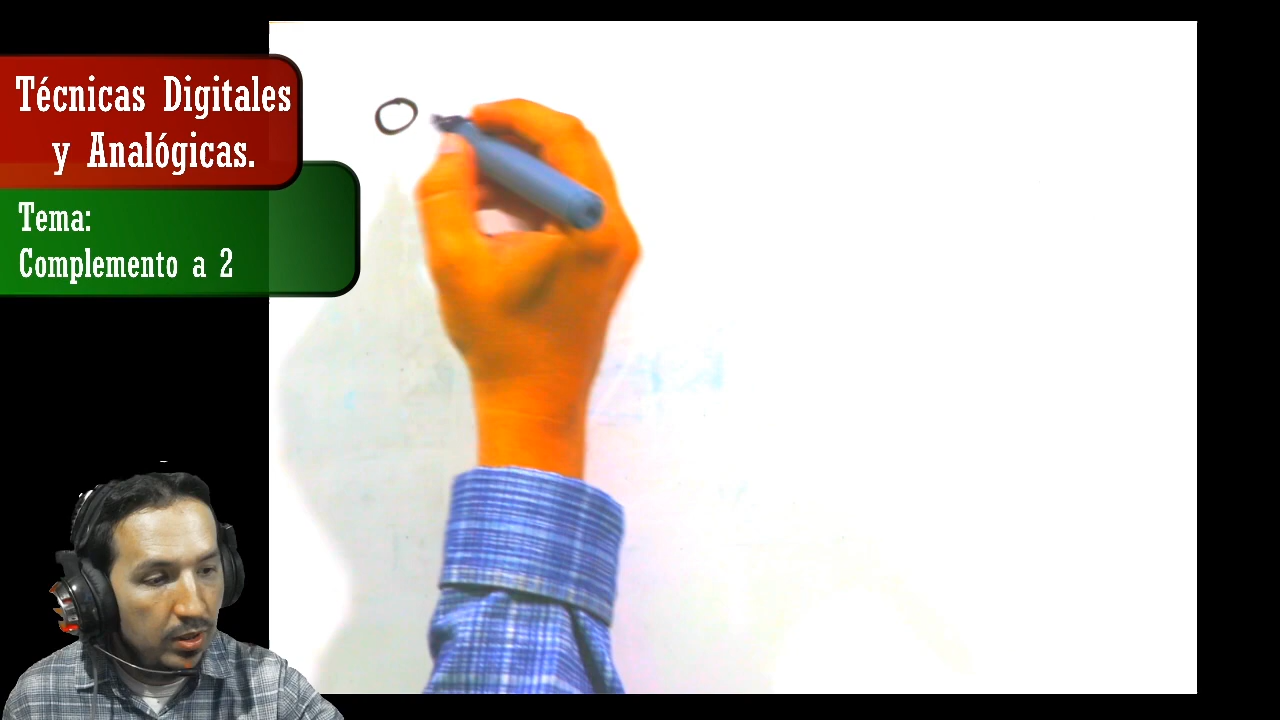 Técnicas Digitales
y Analógicas.
Tema:
Complemento a 2
0